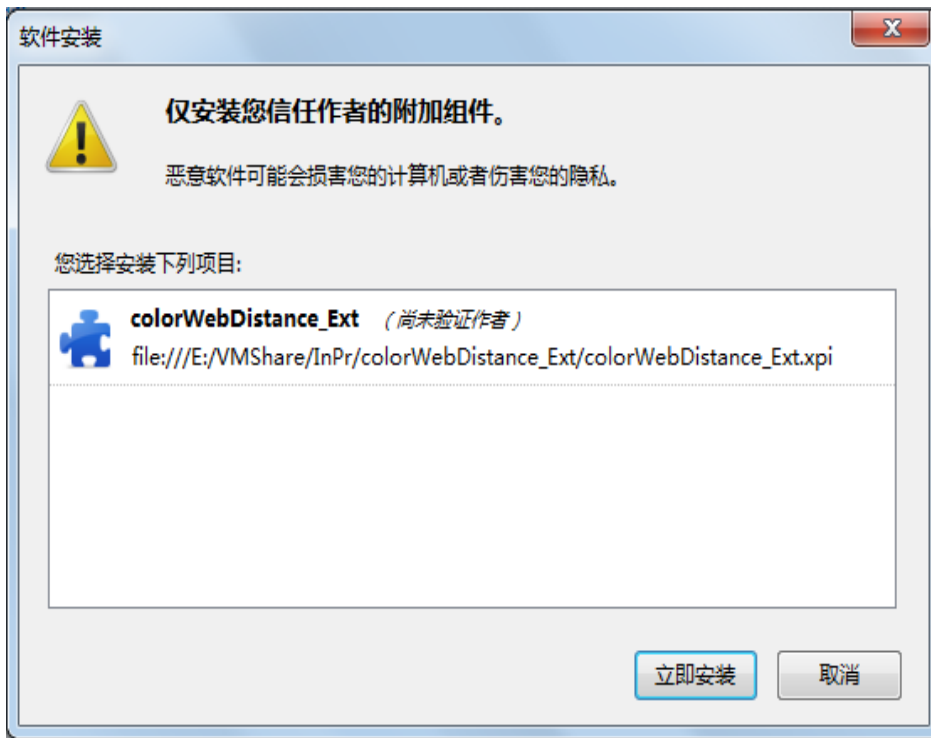 软件安装
仅安装您信任作者的附加组件。
恶意软件可能会损害您的计算机或者伤害您的隐私。
您选择安装下列项目:
colorWebDistance_Ext （尚未验证作者）
file:///E:/VMShare/InPr/colorWebDistance_Ext/colorWebDistance_Ext.xpi
立即安装 取消